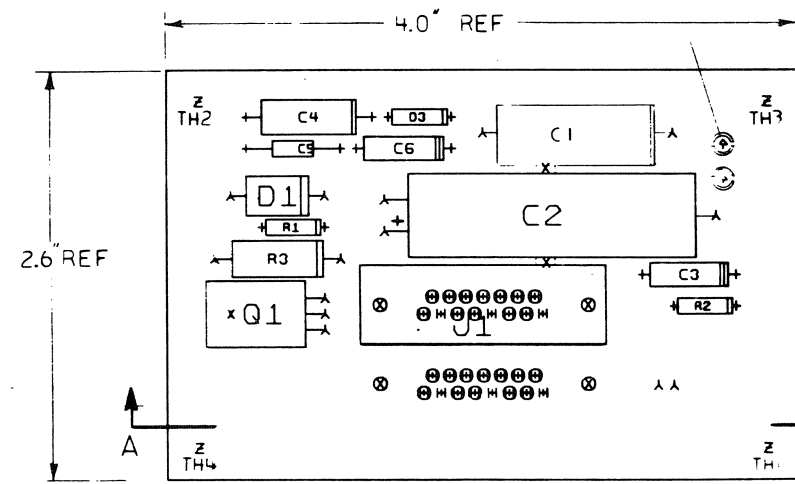 4.0" REF
Z
TH2
C4
D3
C1
Z
TH3
C5
C6
D1
C2
R1
2.6" REF
R3
C3
X Q1
R2
J1
A
Z
TH4
Z
TH